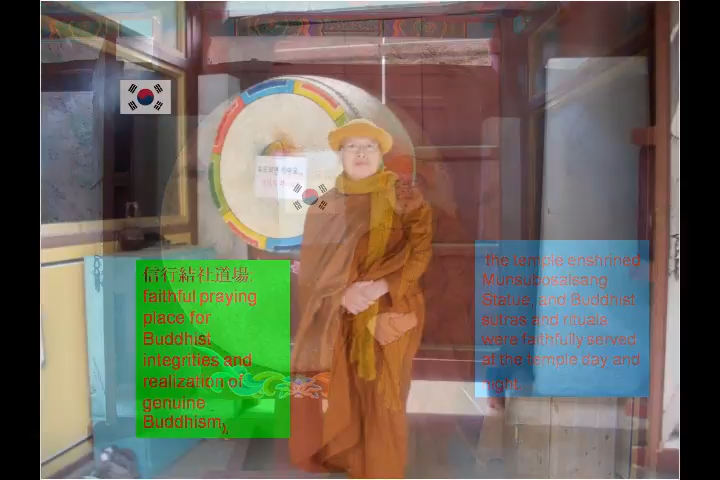 信行結社道場,
faithful praying
place for
Buddhist
integrities and
realization of
genuine
Buddhism,
The temple enshrined
Munsubosalsang
Statue, and Buddhist
sutras and rituals
were faithfully served
at the temple day and
night.